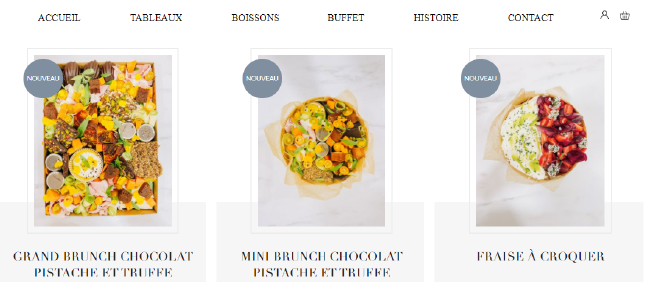 ACCUEIL TABLEAUX BOISSONS BUFFET HISTOIRE CONTACT
NOUVEAU NOUVEAU NOUVEAU
GRAND BRUNCH CHOCOLAT PISTACHE ET TRUFFE
MINI BRUNCH CHOCOLAT PISTACHE ET TRUFFE
FRAISE À CROQUER